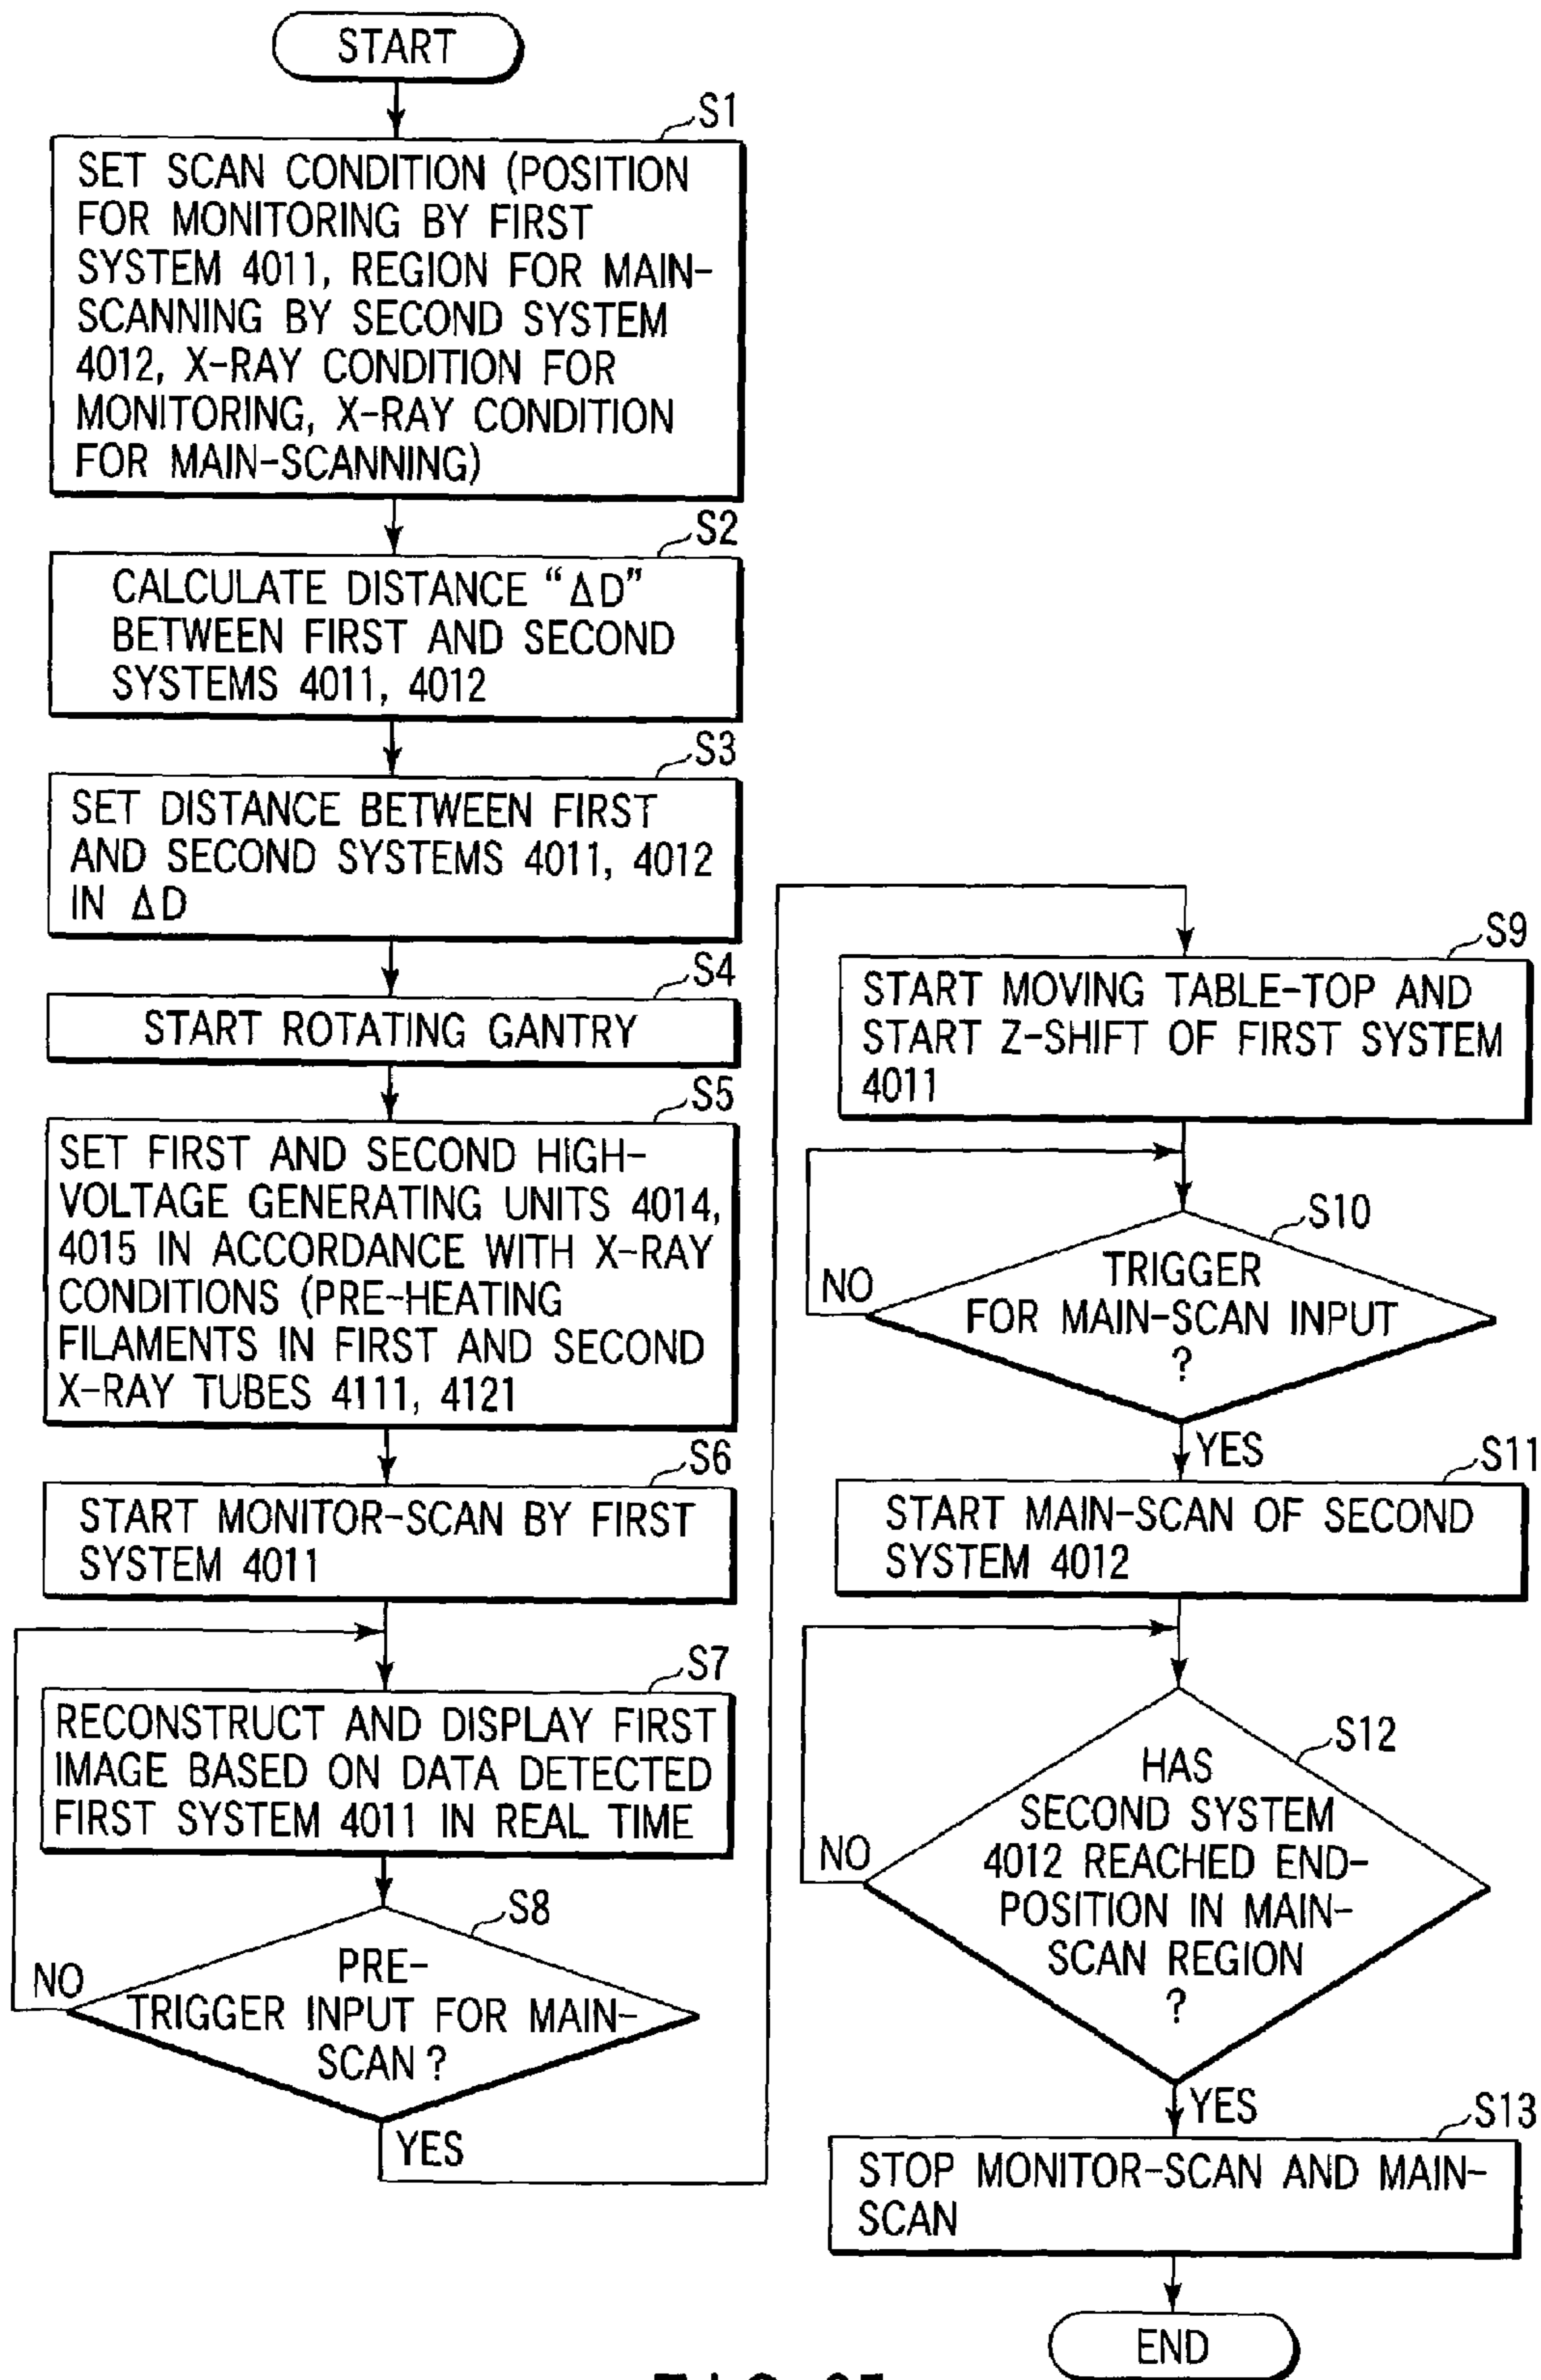 START
S1
SET SCAN CONDITION (POSITION
FOR MONITORING BY FIRST
SYSTEM 4011, REGION FOR MAIN-
SCANNING BY SECOND SYSTEM
4012, X-RAY CONDITION FOR
MONITORING, X-RAY CONDITION
FOR MAIN-SCANNING)
S2
CALCULATE DISTANCE “ΔD”
BETWEEN FIRST AND SECOND
SYSTEMS 4011, 4012
S3
SET DISTANCE BETWEEN FIRST
AND SECOND SYSTEMS 4011, 4012
IN ΔD
S4
START ROTATING GANTRY
S5
SET FIRST AND SECOND HIGH-
VOLTAGE GENERATING UNITS 4014,
4015 IN ACCORDANCE WITH X-RAY
CONDITIONS (PRE-HEATING
FILAMENTS IN FIRST AND SECOND
X-RAY TUBES 4111, 4121
S6
START MONITOR-SCAN BY FIRST
SYSTEM 4011
S7
RECONSTRUCT AND DISPLAY FIRST
IMAGE BASED ON DATA DETECTED
FIRST SYSTEM 4011 IN REAL TIME
S8
PRE-
TRIGGER INPUT FOR MAIN-
SCAN ?
NO
YES
S9
START MOVING TABLE-TOP AND
START Z-SHIFT OF FIRST SYSTEM
4011
S10
TRIGGER
FOR MAIN-SCAN INPUT
?
NO
YES
S11
START MAIN-SCAN OF SECOND
SYSTEM 4012
S12
HAS
SECOND SYSTEM
4012 REACHED END-
POSITION IN MAIN-
SCAN REGION
?
NO
YES
S13
STOP MONITOR-SCAN AND MAIN-
SCAN
END